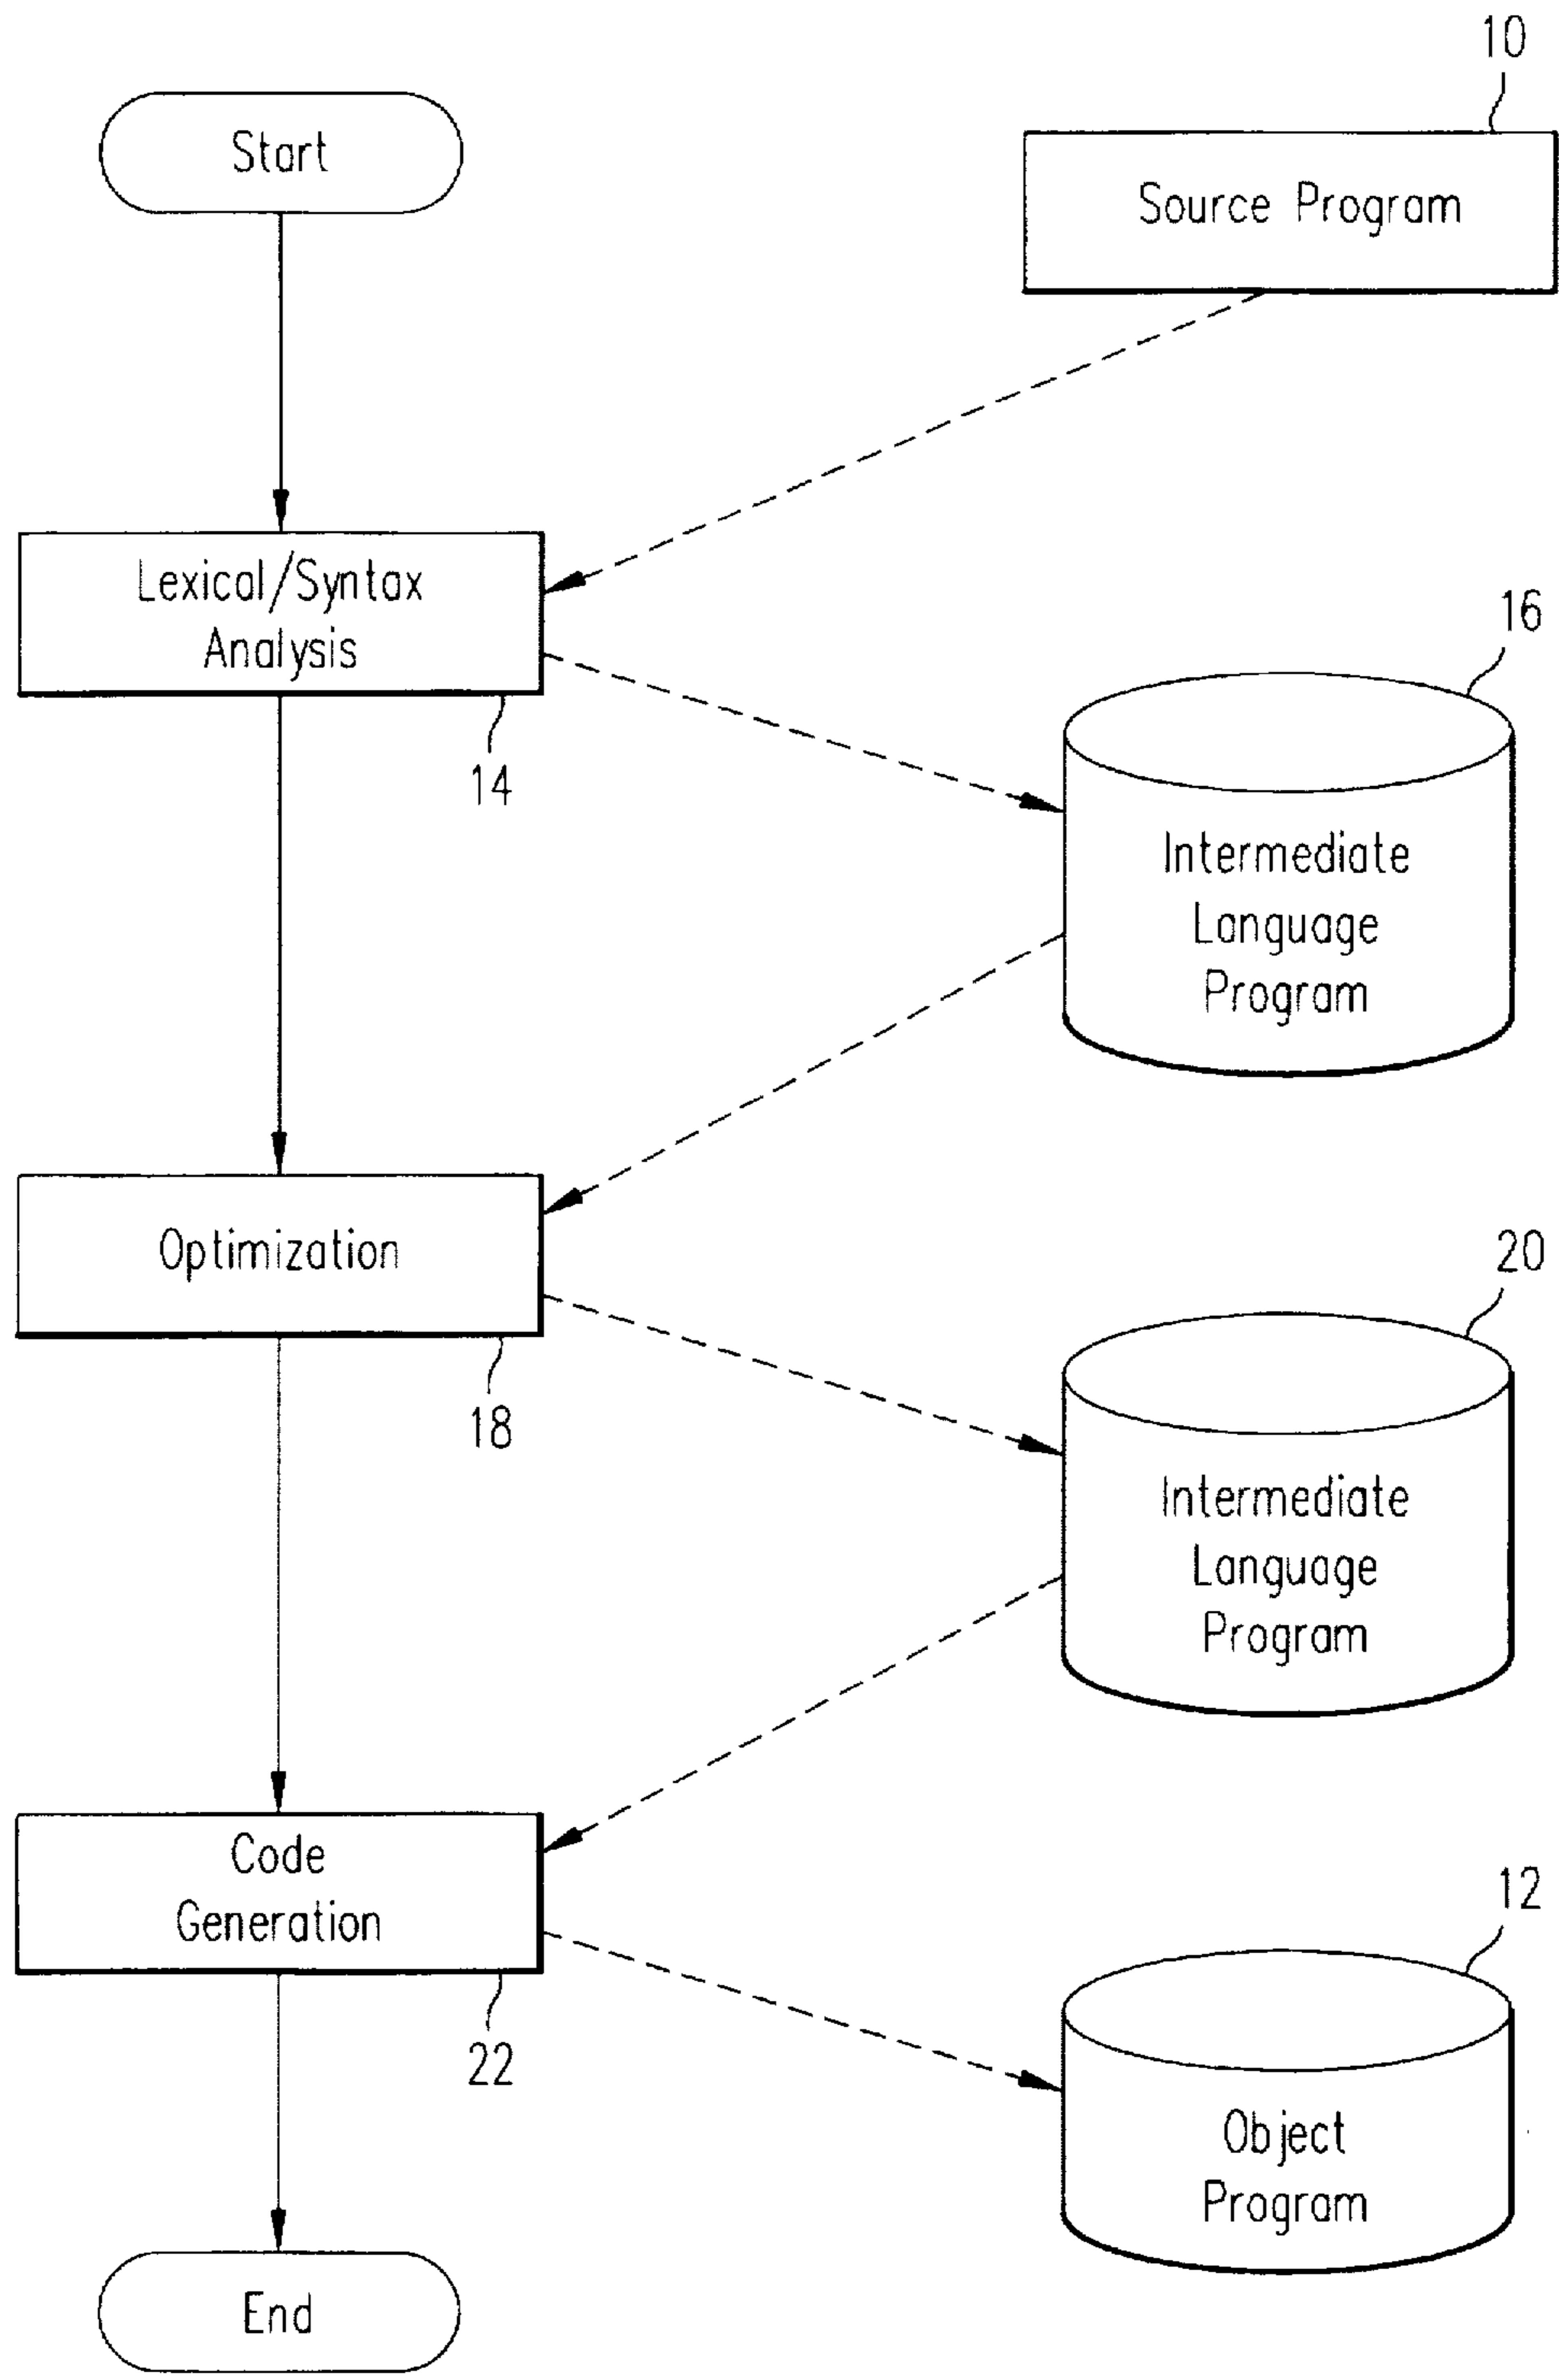 10
Start
Source Program
Lexical/Syntax
Analysis
14
16
Intermediate
Language
Program
Optimization
18
20
Intermediate
Language
Program
Code
Generation
22
12
Object
Program
End